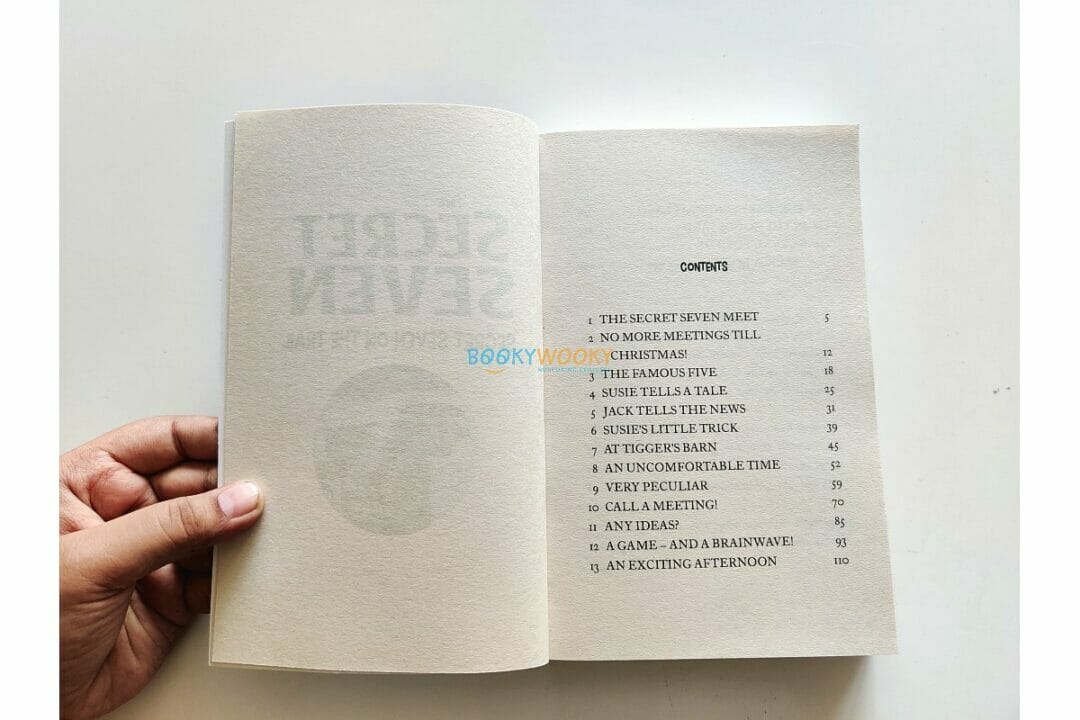 THE
SECRET
SEVEN
SECRET SEVEN ON THE TRAIL
BOOKYWOOKY
CONTENTS
1 THE SECRET SEVEN MEET 5
2 NO MORE MEETINGS TILL
CHRISTMAS! 12
3 THE FAMOUS FIVE 18
4 SUSIE TELLS A TALE 25
5 JACK TELLS THE NEWS 31
6 SUSIE'S LITTLE TRICK 39
7 AT TIGGER'S BARN 45
8 AN UNCOMFORTABLE TIME 52
9 VERY PECULIAR 59
10 CALL A MEETING! 70
11 ANY IDEAS? 85
12 A GAME – AND A BRAINWAVE! 93
13 AN EXCITING AFTERNOON 110